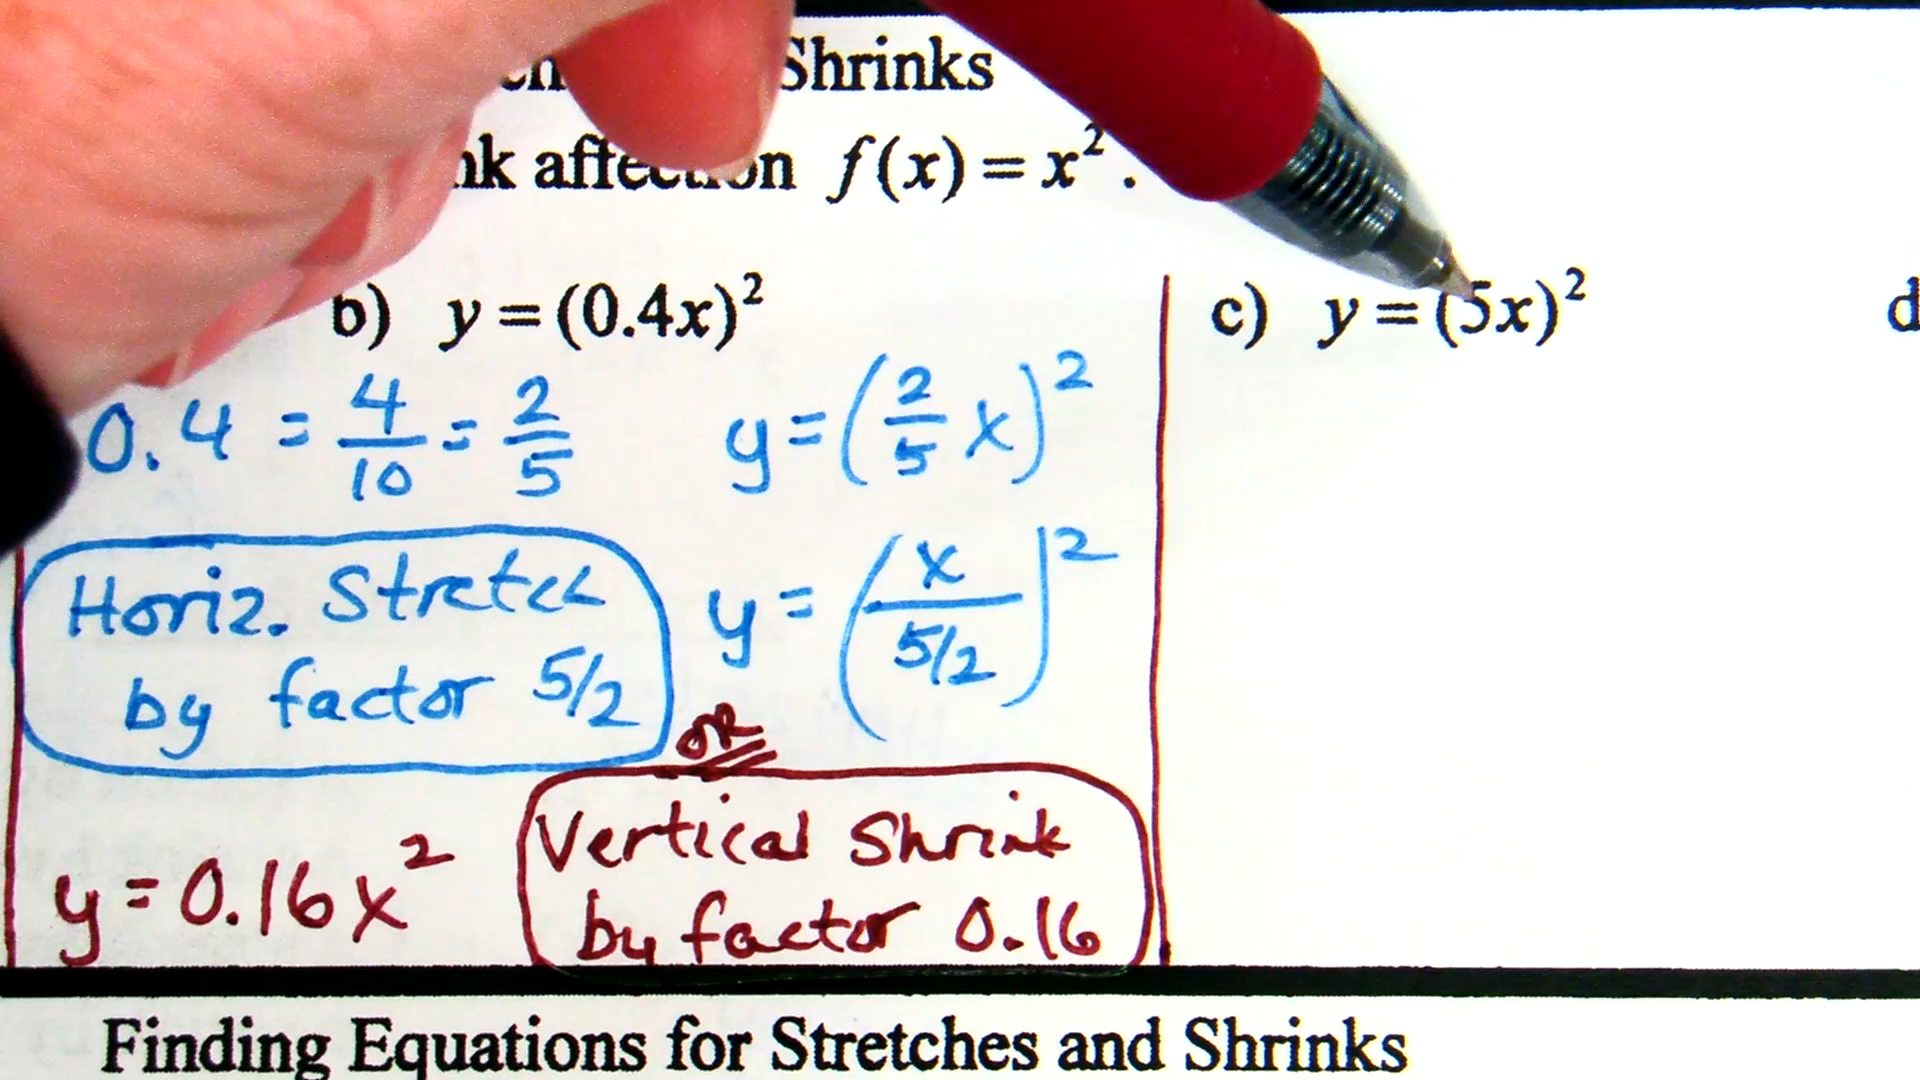 Shrinks
on f(x) = x².
b) y = (0.4x)²
c) y = (5x)²
d
0.4 = 4/10 = 2/5
y = (2/5 x)²
Horiz. Stretch
by factor 5/2
y = (x/(5/2))²
OR
y = 0.16x²
Vertical Shrink
by factor 0.16
Finding Equations for Stretches and Shrinks